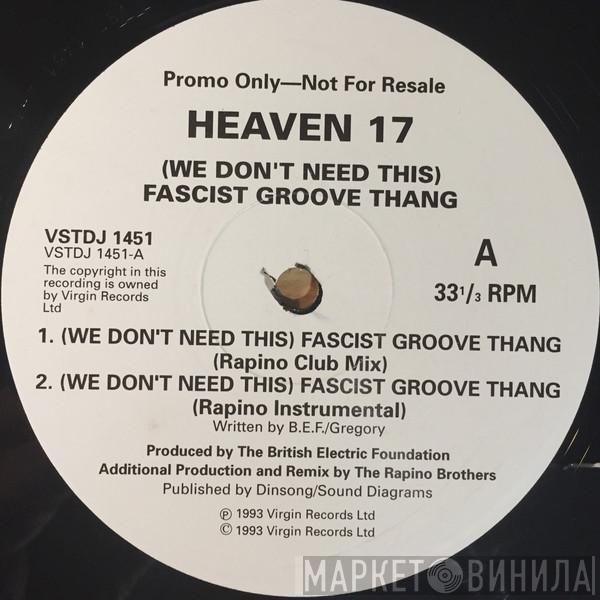 Promo Only—Not For Resale
HEAVEN 17
(WE DON'T NEED THIS)
FASCIST GROOVE THANG
VSTDJ 1451
VSTDJ 1451-A
The copyright in this
recording is owned
by Virgin Records
Ltd
A
33 1/3 RPM
1. (WE DON'T NEED THIS) FASCIST GROOVE THANG
(Rapino Club Mix)
2. (WE DON'T NEED THIS) FASCIST GROOVE THANG
(Rapino Instrumental)
Written by B.E.F./Gregory
Produced by The British Electric Foundation
Additional Production and Remix by The Rapino Brothers
Published by Dinsong/Sound Diagrams
℗ 1993 Virgin Records Ltd
© 1993 Virgin Records Ltd
МАРКЕТ ВИНИЛА